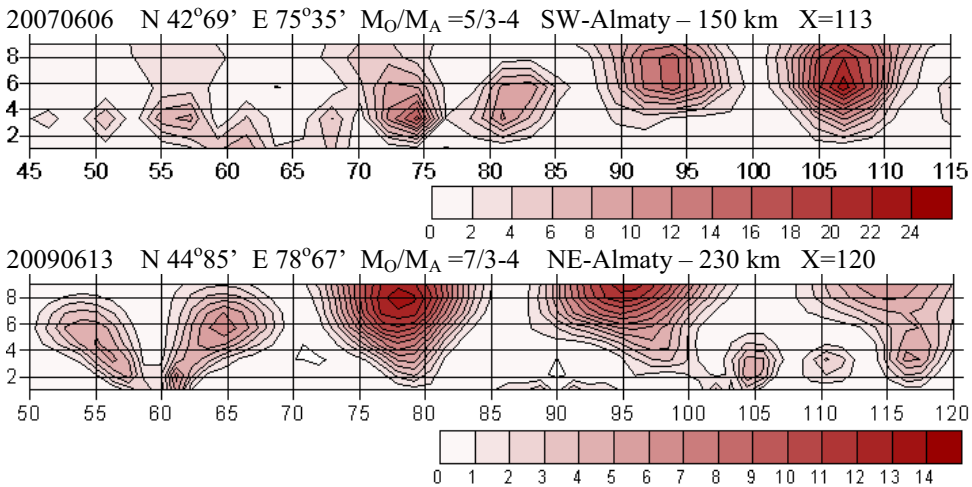 20070606 N 42°69' E 75°35' MO/MA =5/3-4 SW-Almaty – 150 km X=113
8
6
4
2
45 50 55 60 65 70 75 80 85 90 95 100 105 110 115
0 2 4 6 8 10 12 14 16 18 20 22 24
20090613 N 44°85' E 78°67' MO/MA =7/3-4 NE-Almaty – 230 km X=120
8
6
4
2
50 55 60 65 70 75 80 85 90 95 100 105 110 115 120
0 1 2 3 4 5 6 7 8 9 10 11 12 13 14